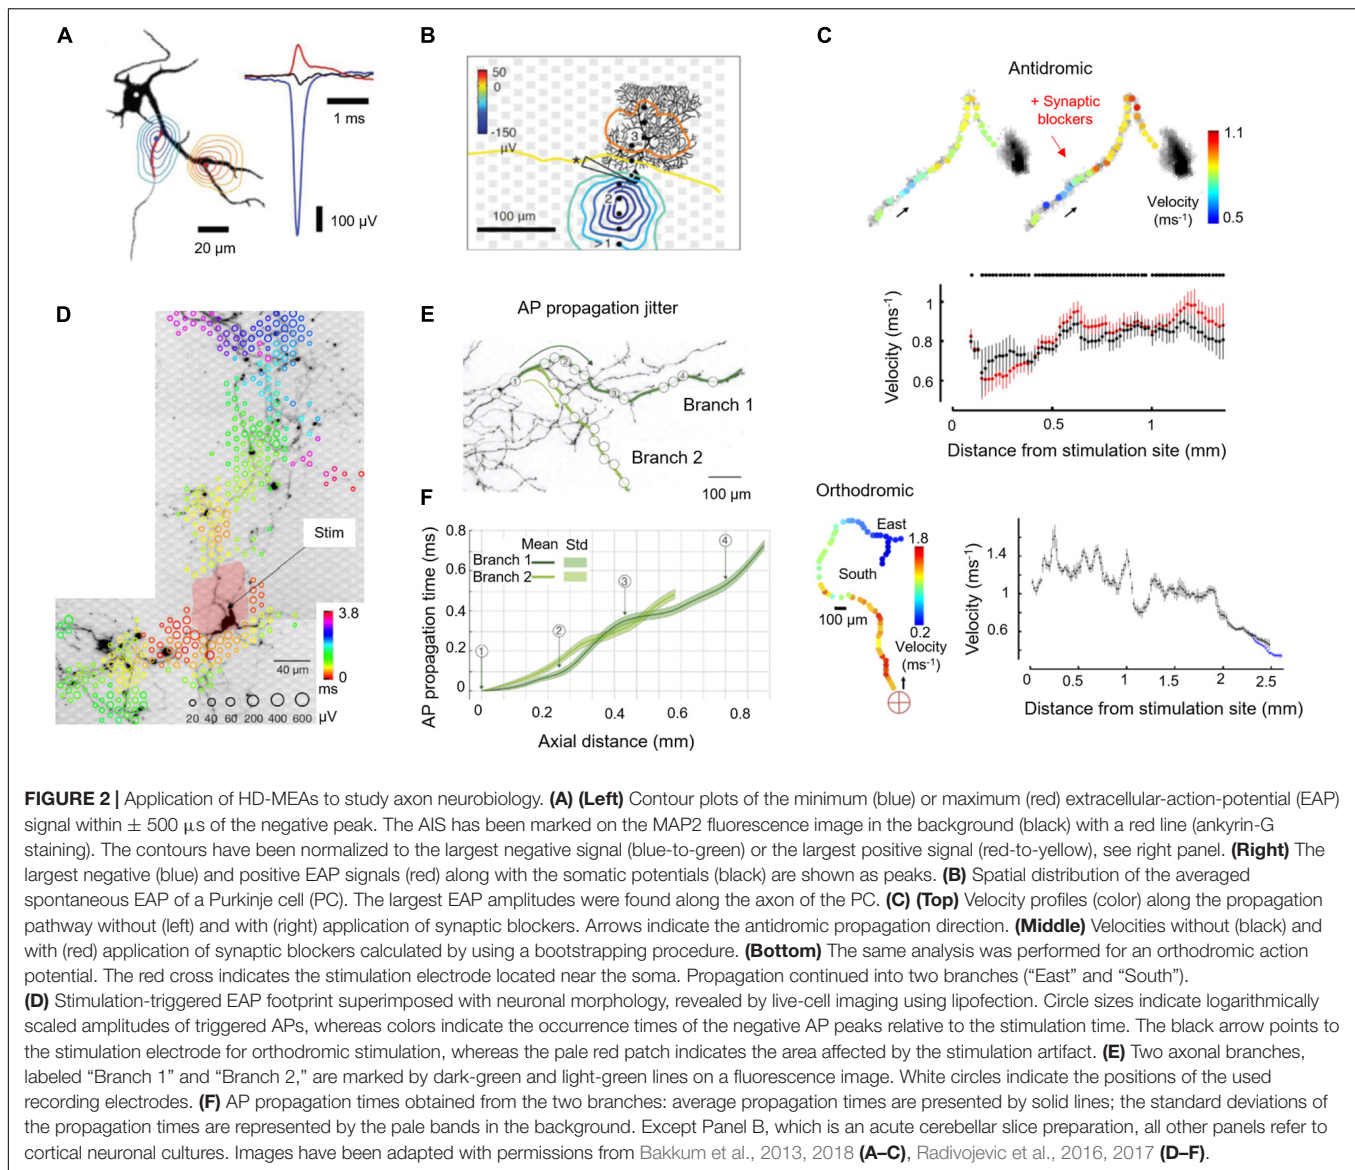 A
1 ms
100 µV
20 µm
B
50
0
-150
µV
3
*
2
>1
100 µm
C
Antidromic
+ Synaptic
blockers
1.1
Velocity
(ms-1)
0.5
1
0.8
0.6
Velocity (ms-1)
0
0.5
1
Distance from stimulation site (mm)
Orthodromic
East
1.8
South
100 µm
0.2
Velocity
(ms-1)
1.4
1
0.6
Velocity (ms-1)
0
0.5
1.0
1.5
2
2.5
Distance from stimulation site (mm)
D
Stim
3.8
0
ms
40 µm
20 40 60 200 400 600
µV
E
AP propagation jitter
1
2
3
4
Branch 1
Branch 2
100 µm
F
0.8
0.6
0.4
0.2
0
AP propagation time (ms)
Mean Std
Branch 1
Branch 2
1
2
3
4
0 0.2 0.4 0.6 0.8
Axial distance (mm)
FIGURE 2 | Application of HD-MEAs to study axon neurobiology. (A) (Left) Contour plots of the minimum (blue) or maximum (red) extracellular-action-potential (EAP)
signal within ± 500 µs of the negative peak. The AIS has been marked on the MAP2 fluorescence image in the background (black) with a red line (ankyrin-G
staining). The contours have been normalized to the largest negative signal (blue-to-green) or the largest positive signal (red-to-yellow), see right panel. (Right) The
largest negative (blue) and positive EAP signals (red) along with the somatic potentials (black) are shown as peaks. (B) Spatial distribution of the averaged
spontaneous EAP of a Purkinje cell (PC). The largest EAP amplitudes were found along the axon of the PC. (C) (Top) Velocity profiles (color) along the propagation
pathway without (left) and with (right) application of synaptic blockers. Arrows indicate the antidromic propagation direction. (Middle) Velocities without (black) and
with (red) application of synaptic blockers calculated by using a bootstrapping procedure. (Bottom) The same analysis was performed for an orthodromic action
potential. The red cross indicates the stimulation electrode located near the soma. Propagation continued into two branches (“East” and “South”).
(D) Stimulation-triggered EAP footprint superimposed with neuronal morphology, revealed by live-cell imaging using lipofection. Circle sizes indicate logarithmically
scaled amplitudes of triggered APs, whereas colors indicate the occurrence times of the negative AP peaks relative to the stimulation time. The black arrow points to
the stimulation electrode for orthodromic stimulation, whereas the pale red patch indicates the area affected by the stimulation artifact. (E) Two axonal branches,
labeled “Branch 1” and “Branch 2,” are marked by dark-green and light-green lines on a fluorescence image. White circles indicate the positions of the used
recording electrodes. (F) AP propagation times obtained from the two branches: average propagation times are presented by solid lines; the standard deviations of
the propagation times are represented by the pale bands in the background. Except Panel B, which is an acute cerebellar slice preparation, all other panels refer to
cortical neuronal cultures. Images have been adapted with permissions from Bakkum et al., 2013, 2018 (A–C), Radivojevic et al., 2016, 2017 (D–F).